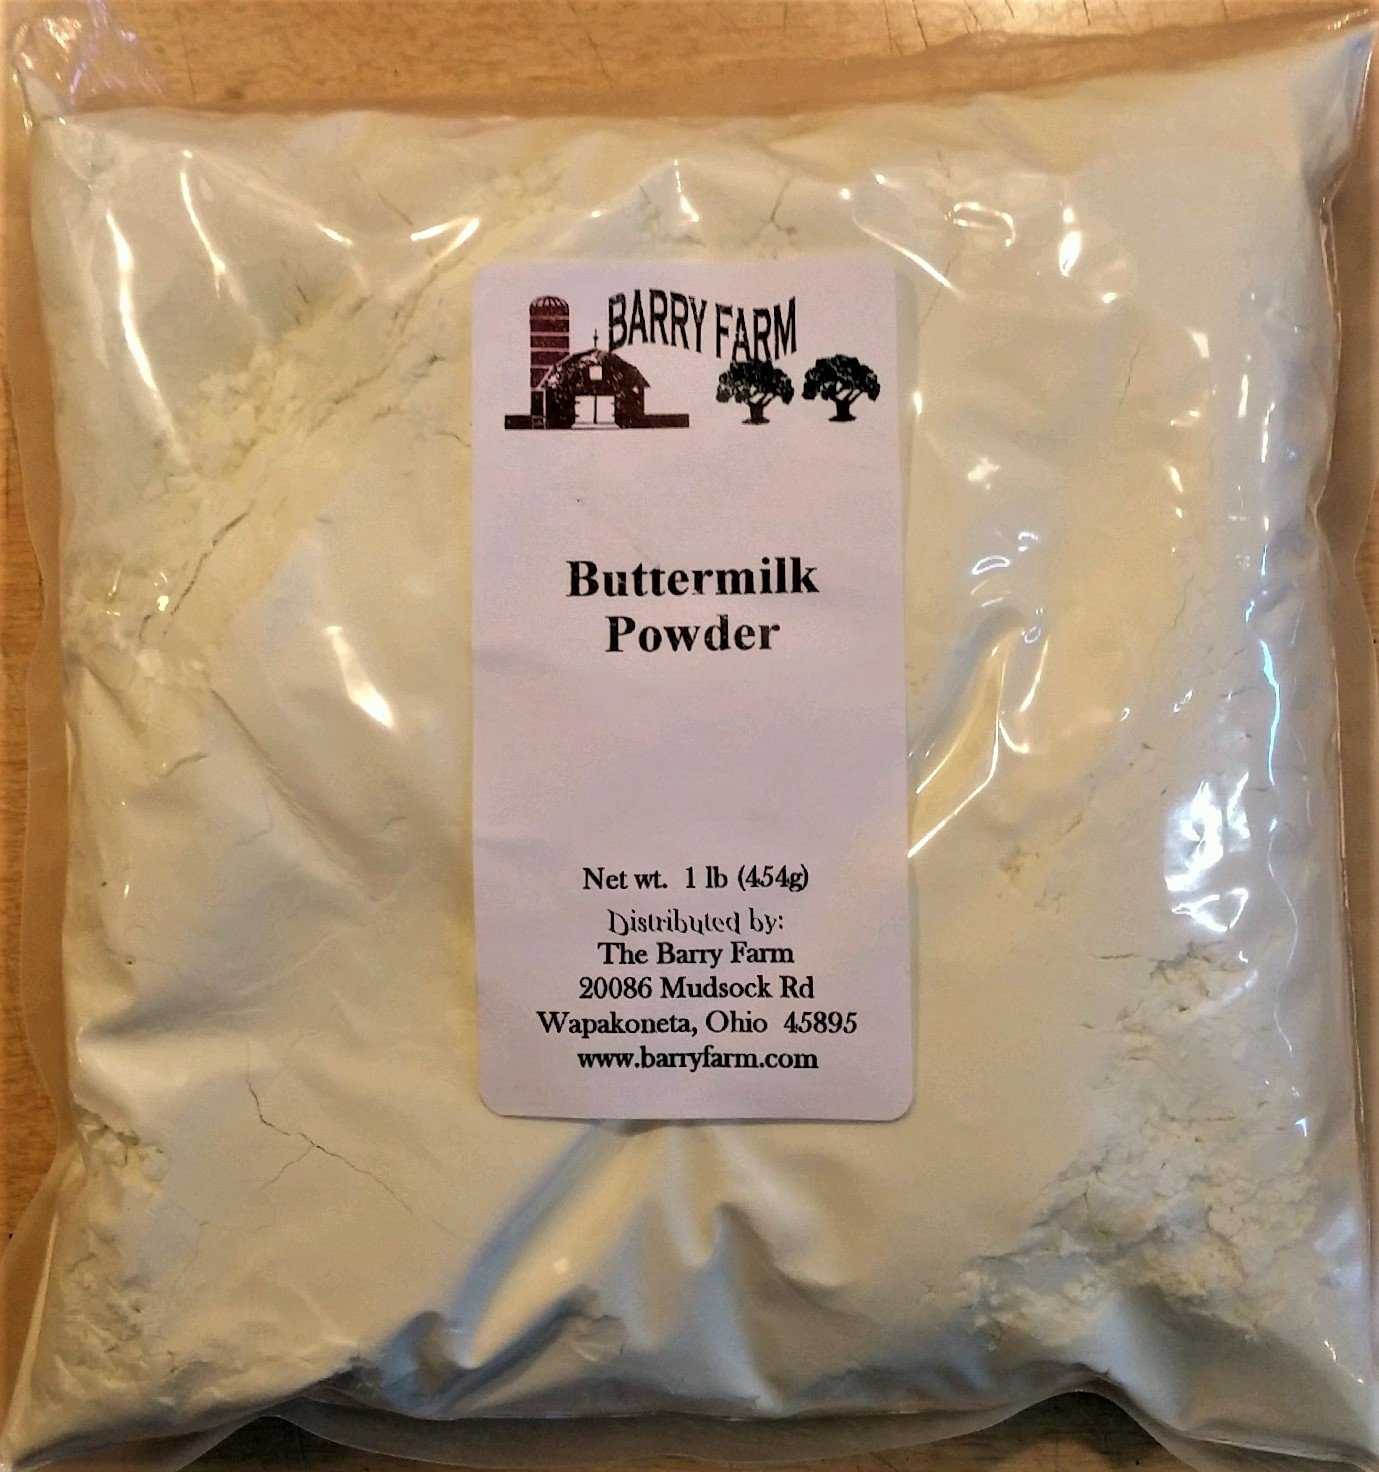 BARRY FARM
Buttermilk
Powder
Net wt. 1 lb (454g)
Distributed by:
The Barry Farm
20086 Mudsock Rd
Wapakoneta, Ohio 45895
www.barryfarm.com